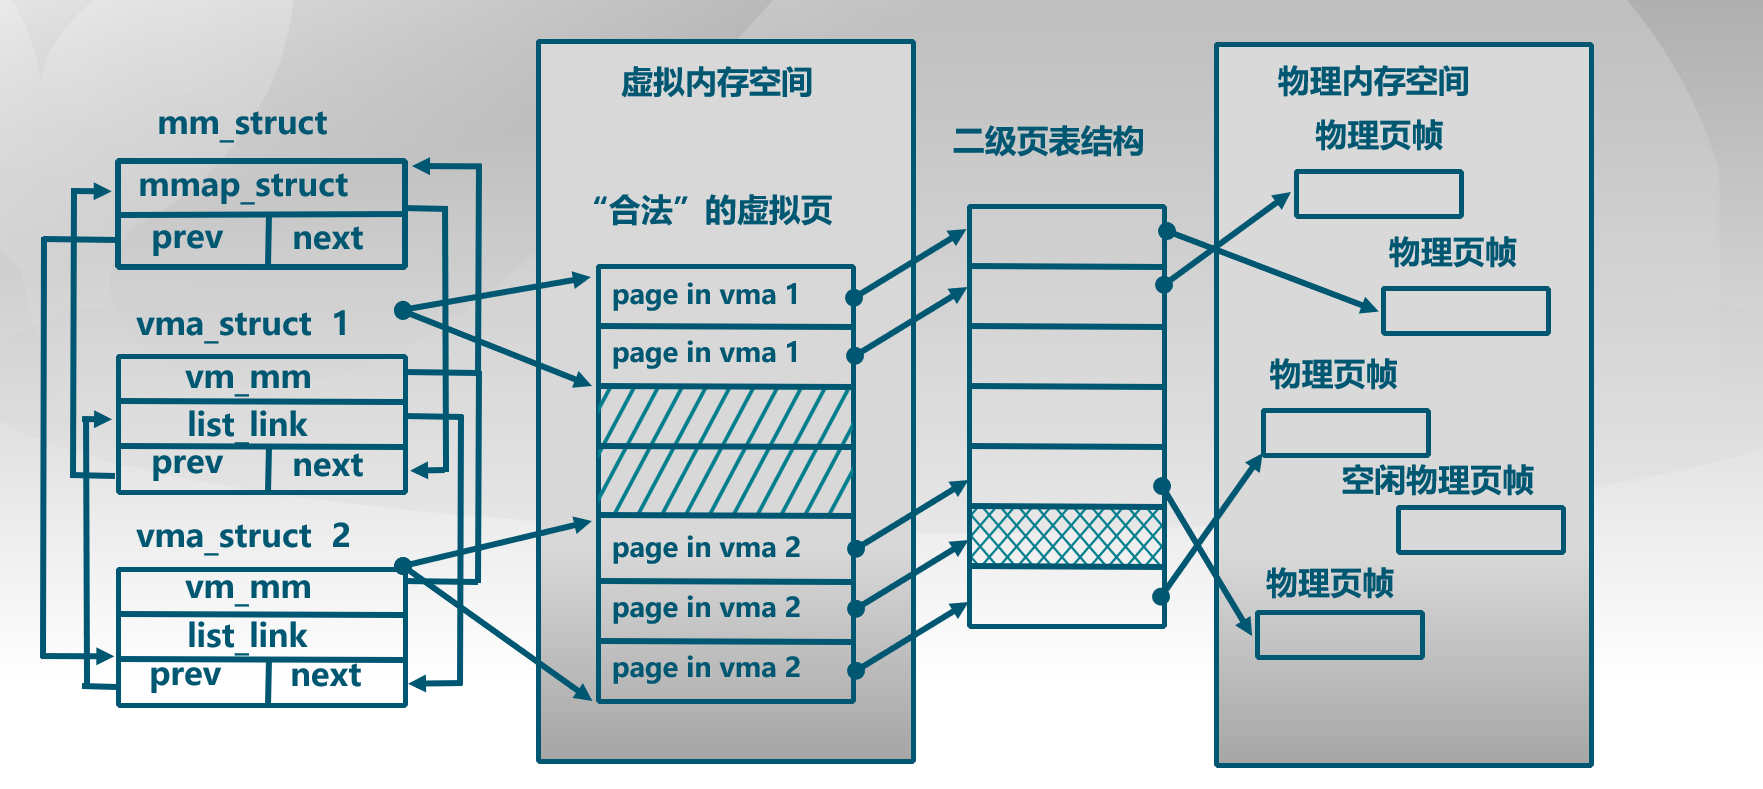 mm_struct
mmap_struct
prev
next
vma_struct 1
vm_mm
list_link
prev
next
vma_struct 2
vm_mm
list_link
prev
next
虚拟内存空间
“合法”的虚拟页
page in vma 1
page in vma 1
page in vma 2
page in vma 2
page in vma 2
二级页表结构
物理内存空间
物理页帧
物理页帧
物理页帧
空闲物理页帧
物理页帧